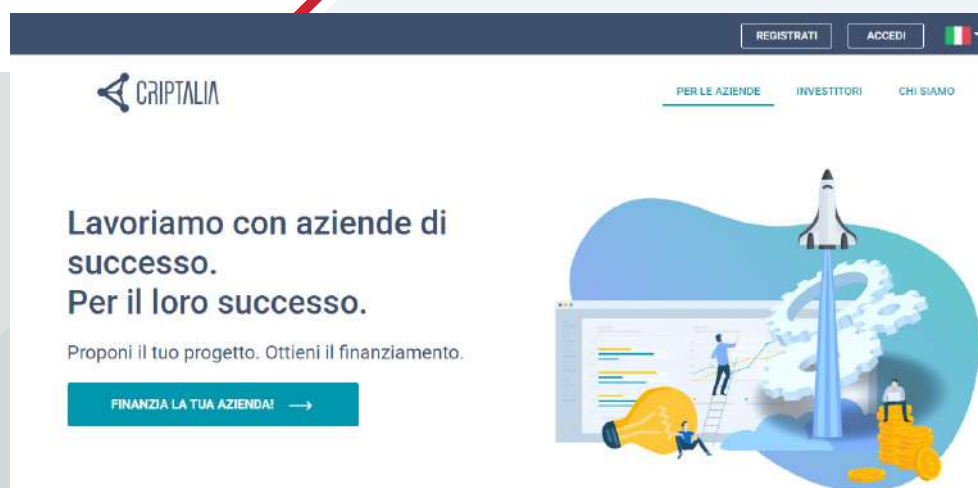 REGISTRATI
ACCEDI
CRIPTALIA
PER LE AZIENDE
INVESTITORI
CHI SIAMO
Lavoriamo con aziende di
successo.
Per il loro successo.
Proponi il tuo progetto. Ottieni il finanziamento.
FINANZIA LA TUA AZIENDA!